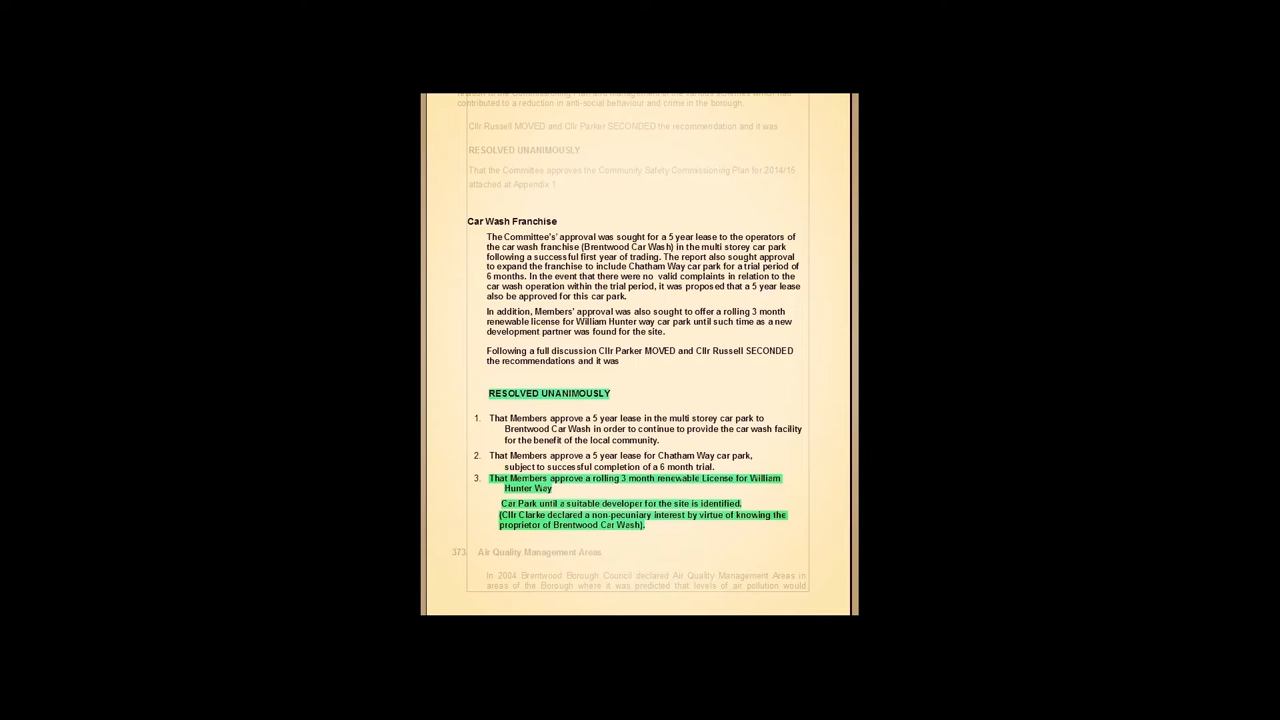 contributed to a reduction in anti-social behaviour and crime in the borough.
Cllr Russell MOVED and Cllr Parker SECONDED the recommendation and it was
RESOLVED UNANIMOUSLY
That the Committee approves the Community Safety Commissioning Plan for 2014/15
attached at Appendix 1
Car Wash Franchise
The Committee's' approval was sought for a 5 year lease to the operators of
the car wash franchise (Brentwood Car Wash) in the multi storey car park
following a successful first year of trading. The report also sought approval
to expand the franchise to include Chatham Way car park for a trial period of
6 months. In the event that there were no valid complaints in relation to the
car wash operation within the trial period, it was proposed that a 5 year lease
also be approved for this car park.
In addition, Members' approval was also sought to offer a rolling 3 month
renewable license for William Hunter way car park until such time as a new
development partner was found for the site.
Following a full discussion Cllr Parker MOVED and Cllr Russell SECONDED
the recommendations and it was
RESOLVED UNANIMOUSLY
1. That Members approve a 5 year lease in the multi storey car park to
Brentwood Car Wash in order to continue to provide the car wash facility
for the benefit of the local community.
2. That Members approve a 5 year lease for Chatham Way car park,
subject to successful completion of a 6 month trial.
3. That Members approve a rolling 3 month renewable License for William
Hunter Way
Car Park until a suitable developer for the site is identified.
(Cllr Clarke declared a non-pecuniary interest by virtue of knowing the
proprietor of Brentwood Car Wash).
373 Air Quality Management Areas
In 2004 Brentwood Borough Council declared Air Quality Management Areas in
areas of the Borough where it was predicted that levels of air pollution would